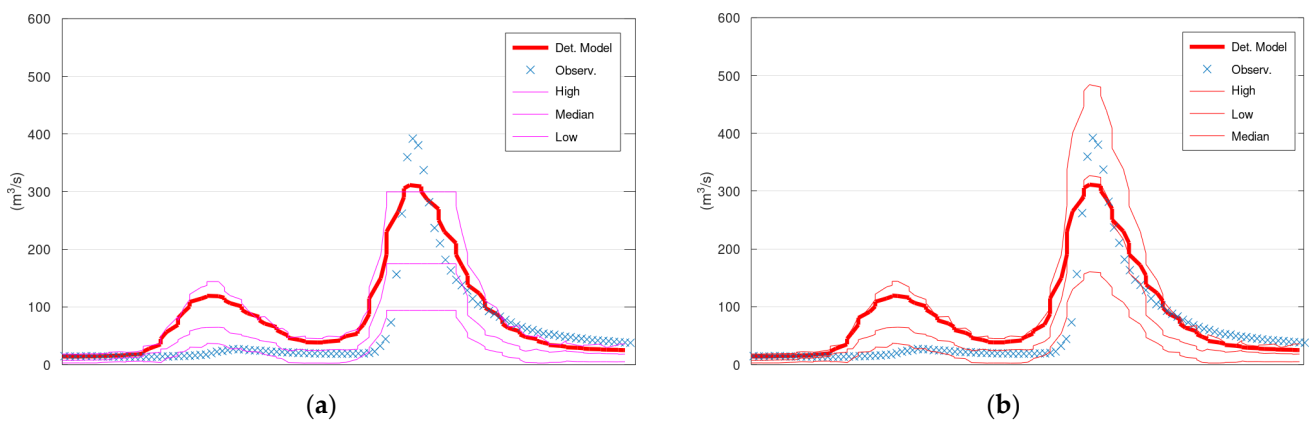 600
500
400
300
200
100
0
(m³/s)
Det. Model
Observ.
High
Median
Low
(a)
600
500
400
300
200
100
0
(m³/s)
Det. Model
Observ.
High
Low
Median
(b)